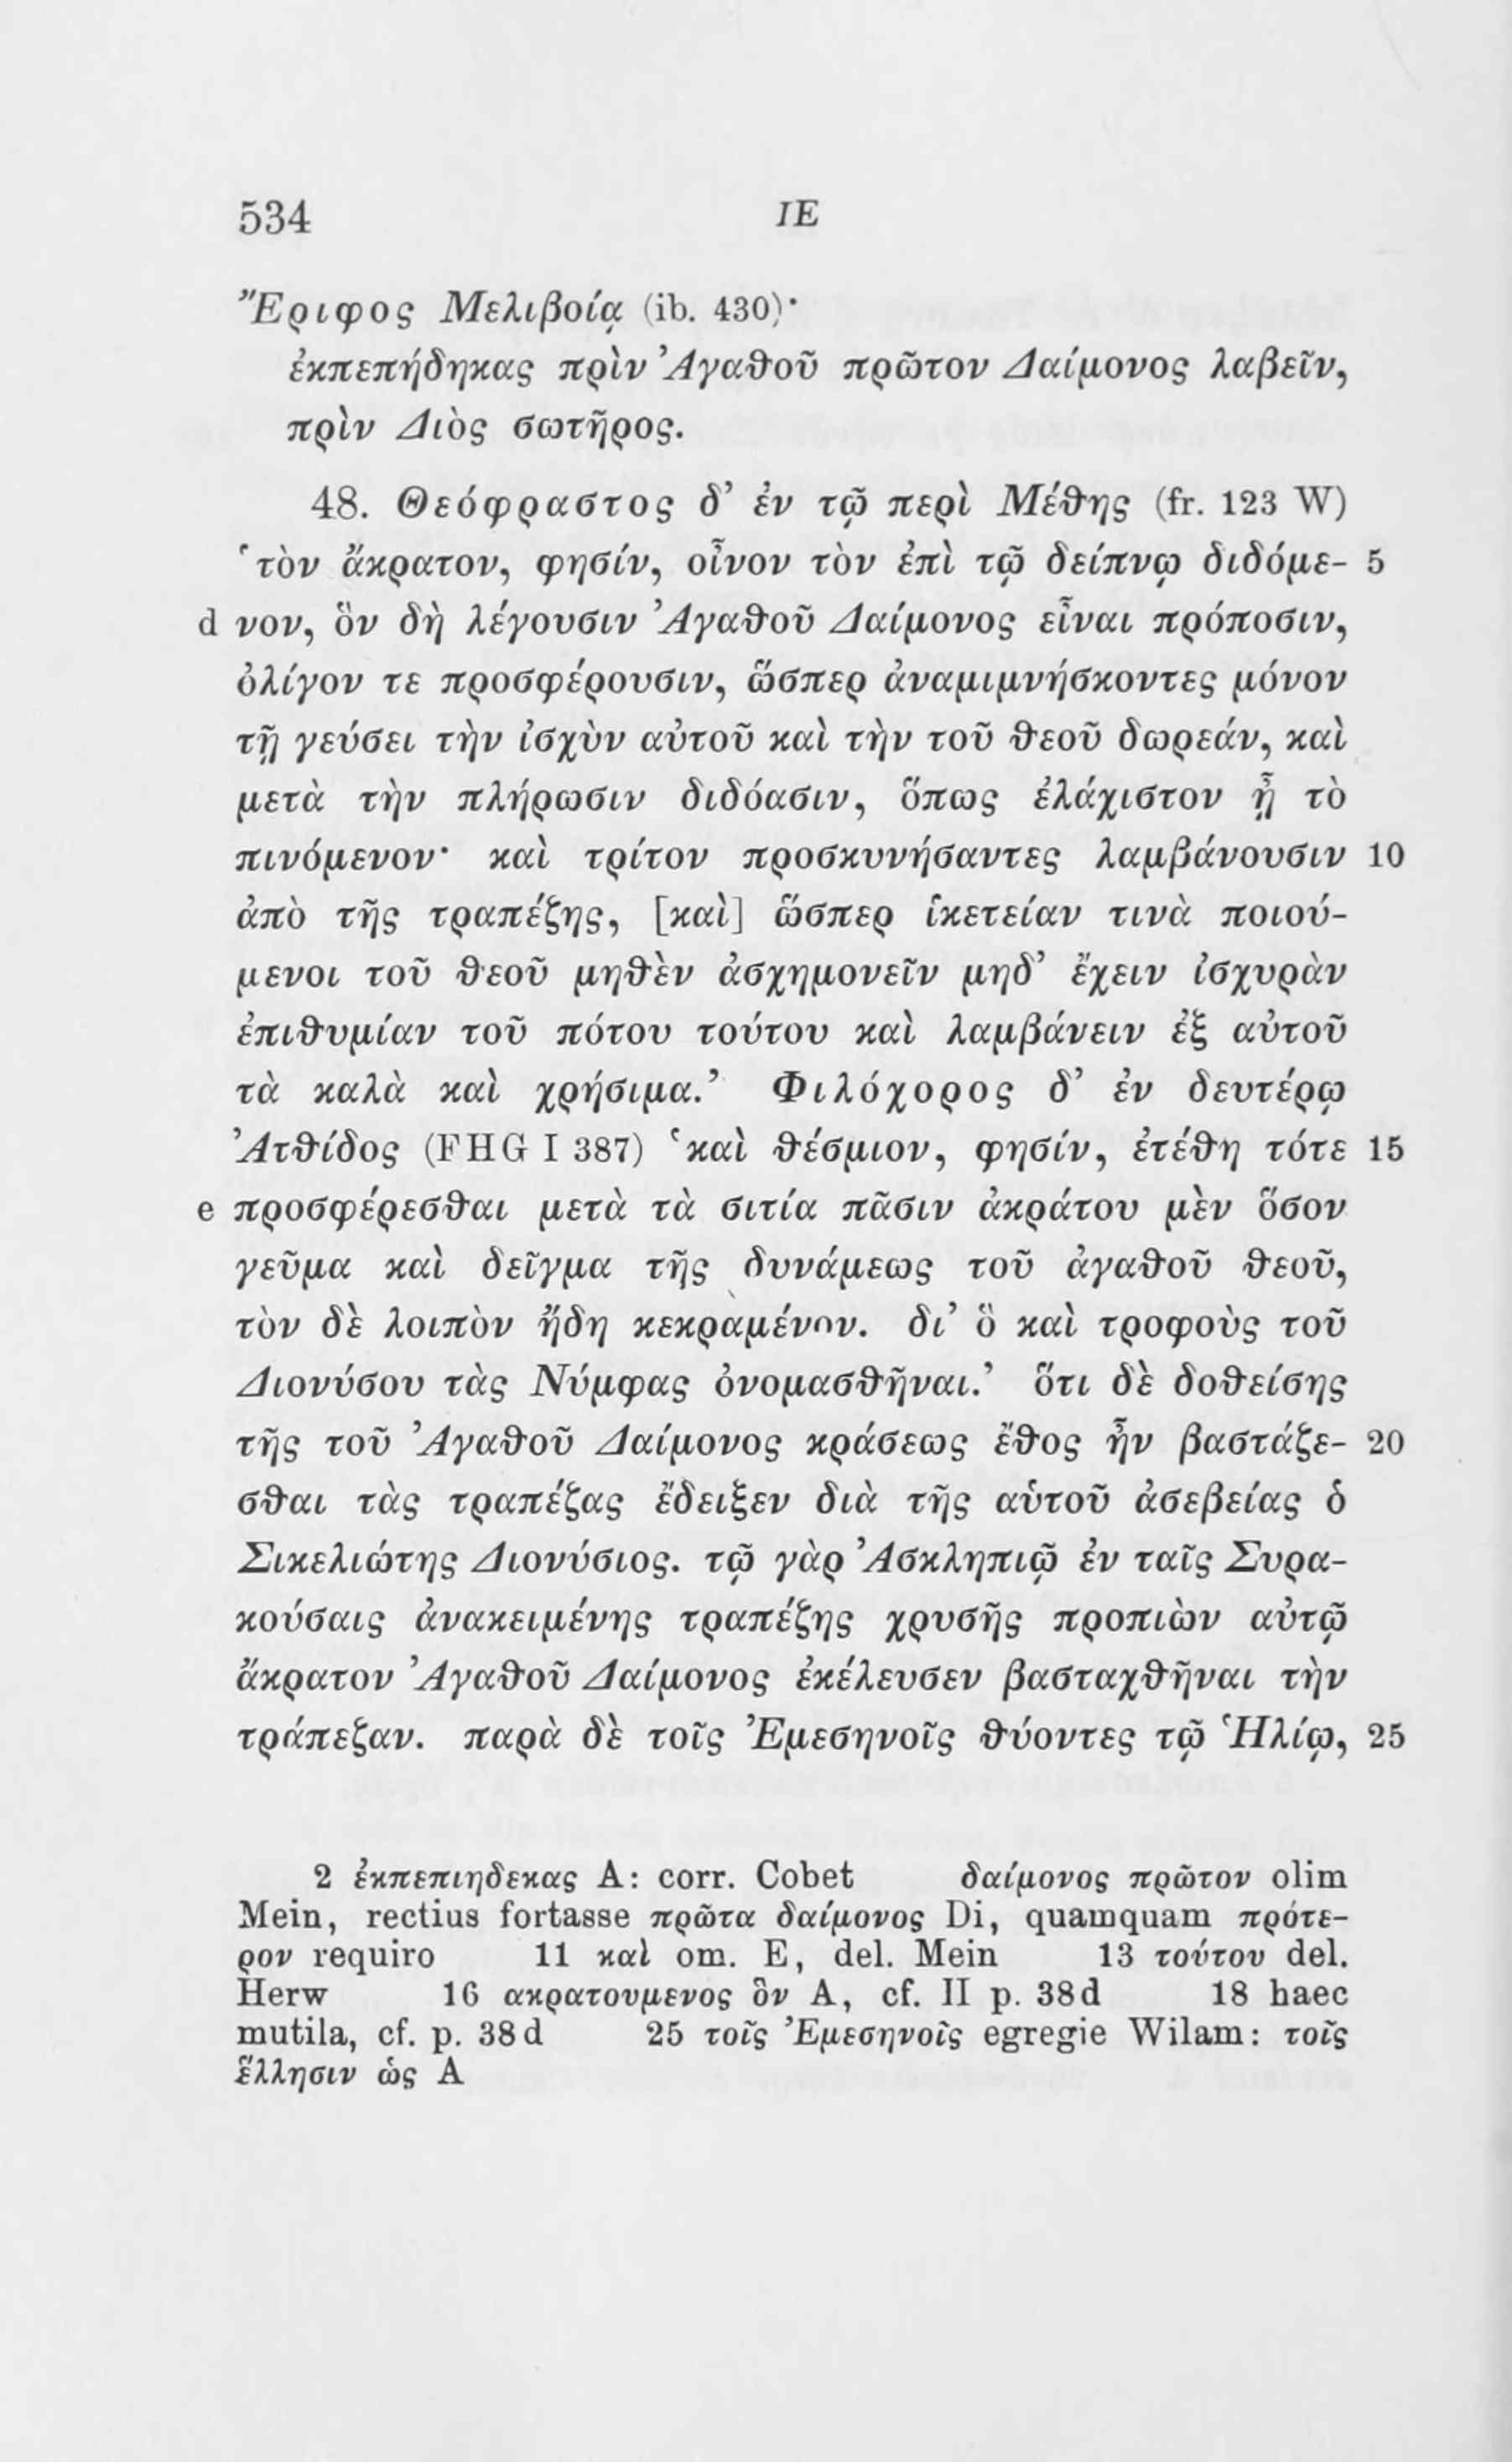 534 ΙΕ
Ἔριφος Μελιβοίᾳ (ib. 430)·
ἐκπεπήδηκας πρὶν Ἀγαθοῦ πρῶτον Δαίμονος λαβεῖν,
πρὶν Διὸς σωτῆρος.
48. Θεόφραστος δ’ ἐν τῷ περὶ Μέθης (fr. 123 W)
‘τὸν ἄκρατον, φησίν, οἶνον τὸν ἐπὶ τῷ δείπνῳ διδόμε- 5
d νον, ὃν δὴ λέγουσιν Ἀγαθοῦ Δαίμονος εἶναι πρόποσιν,
ὀλίγον τε προσφέρουσιν, ὥσπερ ἀναμιμνήσκοντες μόνον
τῇ γεύσει τὴν ἰσχὺν αὐτοῦ καὶ τὴν τοῦ θεοῦ δωρεάν, καὶ
μετὰ τὴν πλήρωσιν διδόασιν, ὅπως ἐλάχιστον ᾖ τὸ
πινόμενον· καὶ τρίτον προσκυνήσαντες λαμβάνουσιν 10
ἀπὸ τῆς τραπέζης, [καὶ] ὥσπερ ἱκετείαν τινὰ ποιού-
μενοι τοῦ θεοῦ μηθὲν ἀσχημονεῖν μηδ’ ἔχειν ἰσχυρὰν
ἐπιθυμίαν τοῦ πότου τούτου καὶ λαμβάνειν ἐξ αὐτοῦ
τὰ καλὰ καὶ χρήσιμα.’ Φιλόχορος δ’ ἐν δευτέρῳ
Ἀτθίδος (FHG I 387) ‘καὶ θέσμιον, φησίν, ἐτέθη τότε 15
e προσφέρεσθαι μετὰ τὰ σιτία πᾶσιν ἀκράτου μὲν ὅσον
γεῦμα καὶ δεῖγμα τῆς δυνάμεως τοῦ ἀγαθοῦ θεοῦ,
τὸν δὲ λοιπὸν ἤδη κεκραμένον. δι’ ὃ καὶ τροφοὺς τοῦ
Διονύσου τὰς Νύμφας ὀνομασθῆναι.’ ὅτι δὲ δοθείσης
τῆς τοῦ Ἀγαθοῦ Δαίμονος κράσεως ἔθος ἦν βαστάζε- 20
σθαι τὰς τραπέζας ἔδειξεν διὰ τῆς αὑτοῦ ἀσεβείας ὁ
Σικελιώτης Διονύσιος. τῷ γὰρ Ἀσκληπιῷ ἐν ταῖς Συρα-
κούσαις ἀνακειμένης τραπέζης χρυσῆς προπιὼν αὐτῷ
ἄκρατον Ἀγαθοῦ Δαίμονος ἐκέλευσεν βασταχθῆναι τὴν
τράπεζαν. παρὰ δὲ τοῖς Ἐμεσηνοῖς θύοντες τῷ Ἡλίῳ, 25
2 ἐκπεπιηδεκας A: corr. Cobet δαίμονος πρῶτον olim
Mein, rectius fortasse πρῶτα δαίμονος Di, quamquam πρότε-
ρον requiro 11 καὶ om. E, del. Mein 13 τούτου del.
Herw 16 ακρατουμενος ὃν A, cf. II p. 38d 18 haec
mutila, cf. p. 38 d 25 τοῖς Ἐμεσηνοῖς egregie Wilam: τοῖς
ἕλλησιν ὡς A